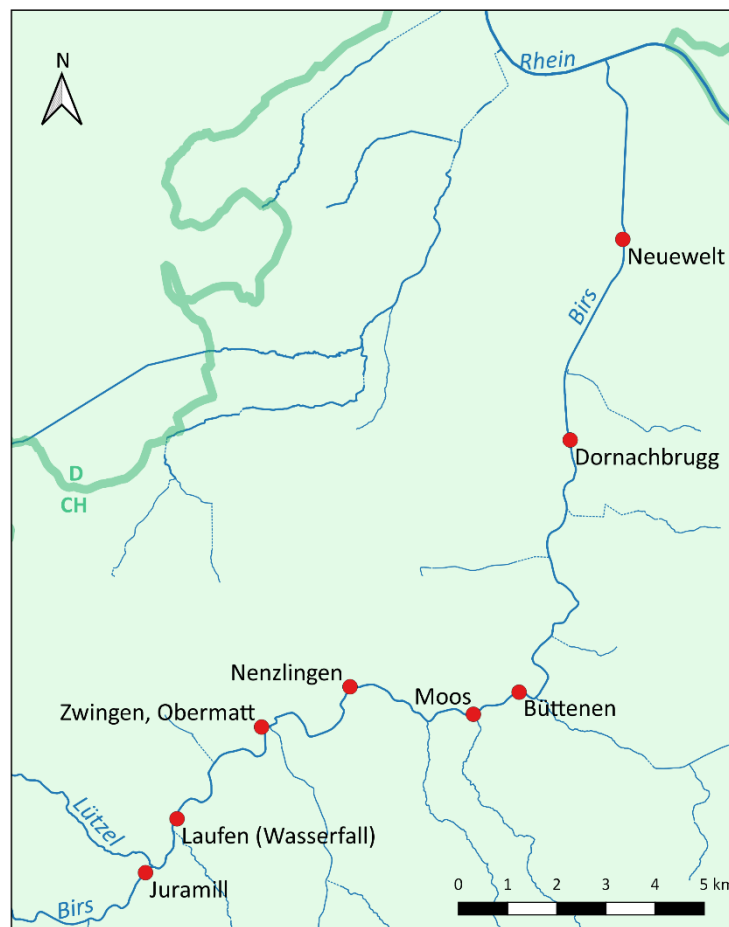 N
Rhein
Neuewelt
Birs
D
CH
Dornachbrugg
Nenzlingen
Moos
Büttenen
Zwingen, Obermatt
Lützel
Laufen (Wasserfall)
Juramill
Birs
0 1 2 3 4 5 km